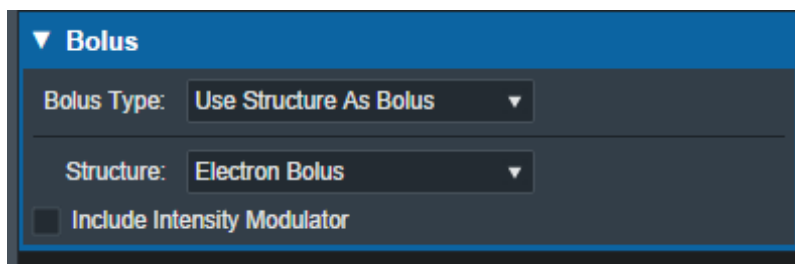 Bolus
Bolus Type: Use Structure As Bolus
Structure: Electron Bolus
Include Intensity Modulator